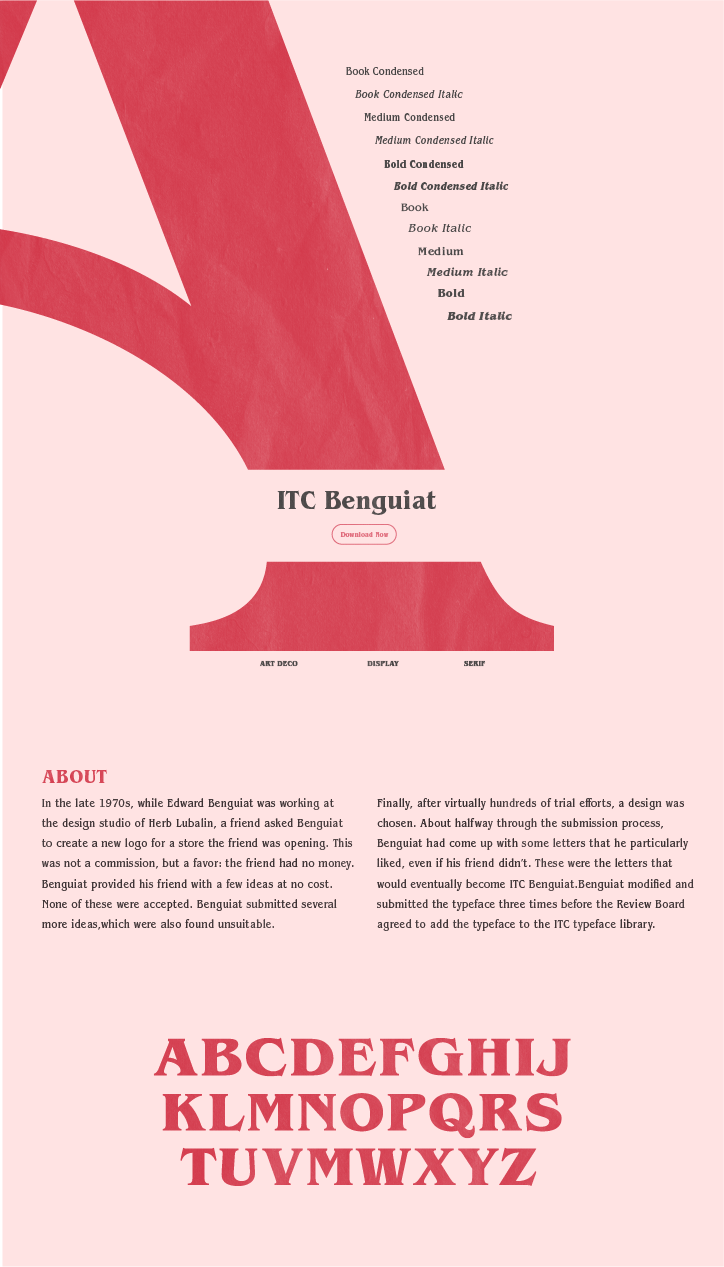 Book Condensed
Book Condensed Italic
Medium Condensed
Medium Condensed Italic
Bold Condensed
Bold Condensed Italic
Book
Book Italic
Medium
Medium Italic
Bold
Bold Italic
ITC Benguiat
Download Now
ART DECO DISPLAY SERIF
ABOUT
In the late 1970s, while Edward Benguiat was working at
the design studio of Herb Lubalin, a friend asked Benguiat
to create a new logo for a store the friend was opening. This
was not a commission, but a favor: the friend had no money.
Benguiat provided his friend with a few ideas at no cost.
None of these were accepted. Benguiat submitted several
more ideas,which were also found unsuitable.
Finally, after virtually hundreds of trial efforts, a design was
chosen. About halfway through the submission process,
Benguiat had come up with some letters that he particularly
liked, even if his friend didn't. These were the letters that
would eventually become ITC Benguiat.Benguiat modified and
submitted the typeface three times before the Review Board
agreed to add the typeface to the ITC typeface library.
ABCDEFGHIJ
KLMNOPQRS
TUVMWXYZ